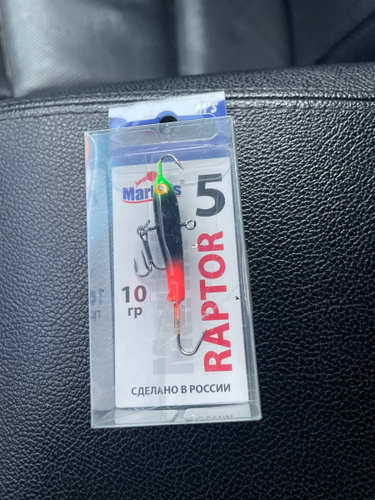 M's
5
RAPTOR
10
гр
СДЕЛАНО В РОССИИ